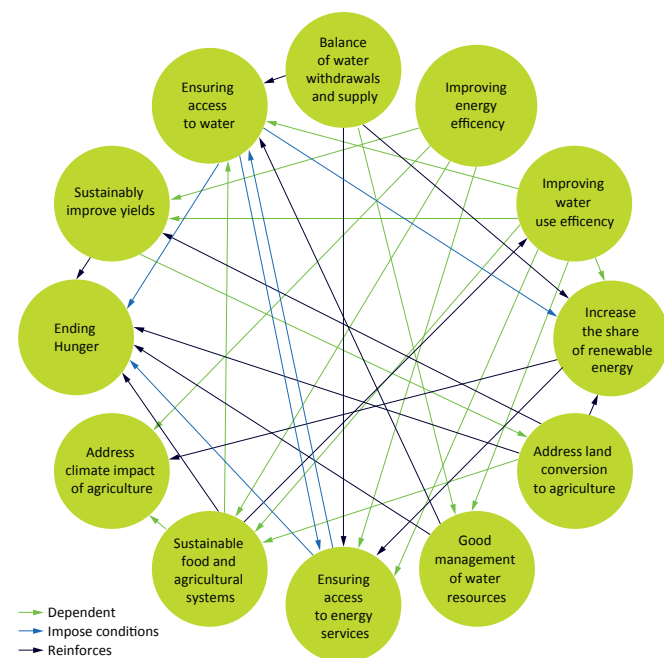 Balance
of water
withdrawals
and supply
Improving
energy
efficency
Improving
water
use efficency
Increase
the share
of renewable
energy
Address land
conversion
to agriculture
Good
management
of water
resources
Ensuring
access
to energy
services
Sustainable
food and
agricultural
systems
Address
climate impact
of agriculture
Ending
Hunger
Sustainably
improve yields
Ensuring
access
to water
Dependent
Impose conditions
Reinforces